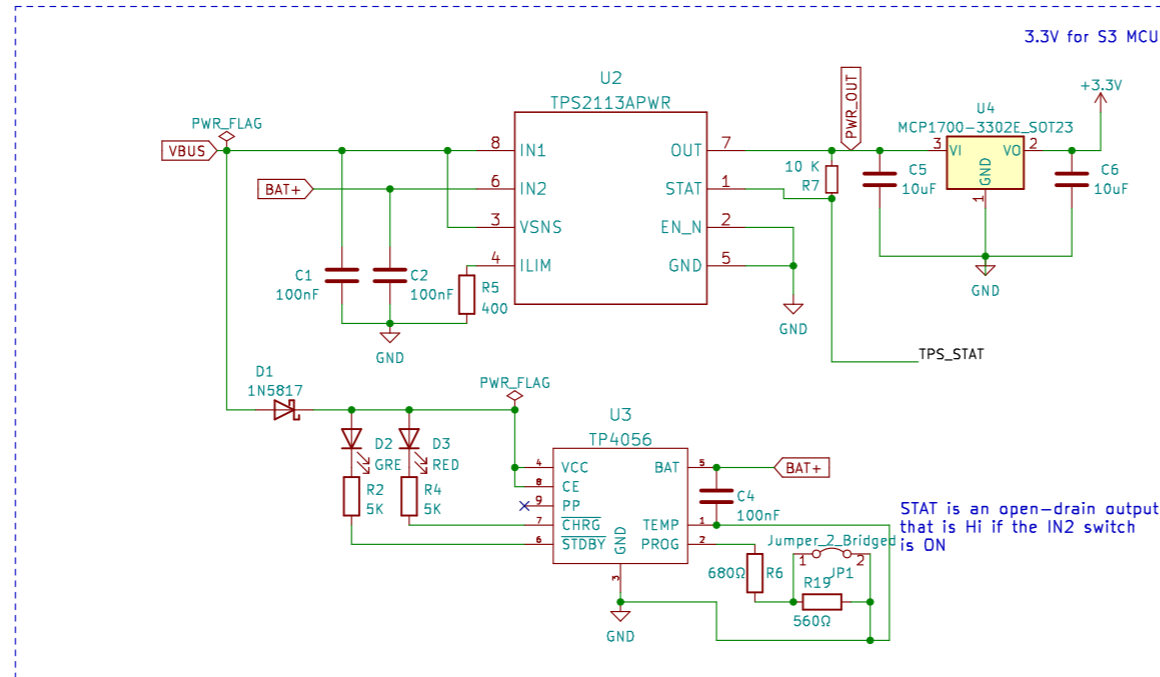 3.3V for S3 MCU
U2
TPS2113APWR
PWR_FLAG
VBUS
BAT+
8 IN1
6 IN2
3 VSNS
4 ILIM
OUT 7
STAT 1
EN_N 2
GND 5
C1
100nF
C2
100nF
R5
400
GND
GND
10 K
R7
PWR_OUT
C5
10uF
U4
MCP1700-3302E_SOT23
3 VI
VO 2
GND
1
+3.3V
C6
10uF
GND
TPS_STAT
D1
1N5817
PWR_FLAG
D2
GRE
D3
RED
R2
5K
R4
5K
U3
TP4056
4 VCC
8 CE
9 PP
7 CHRG
6 STDBY
GND
3
BAT 5
TEMP 1
PROG 2
BAT+
C4
100nF
GND
680Ω R6
Jumper_2_Bridged
1 2
JP1
R19
560Ω
STAT is an open-drain output
that is Hi if the IN2 switch
is ON